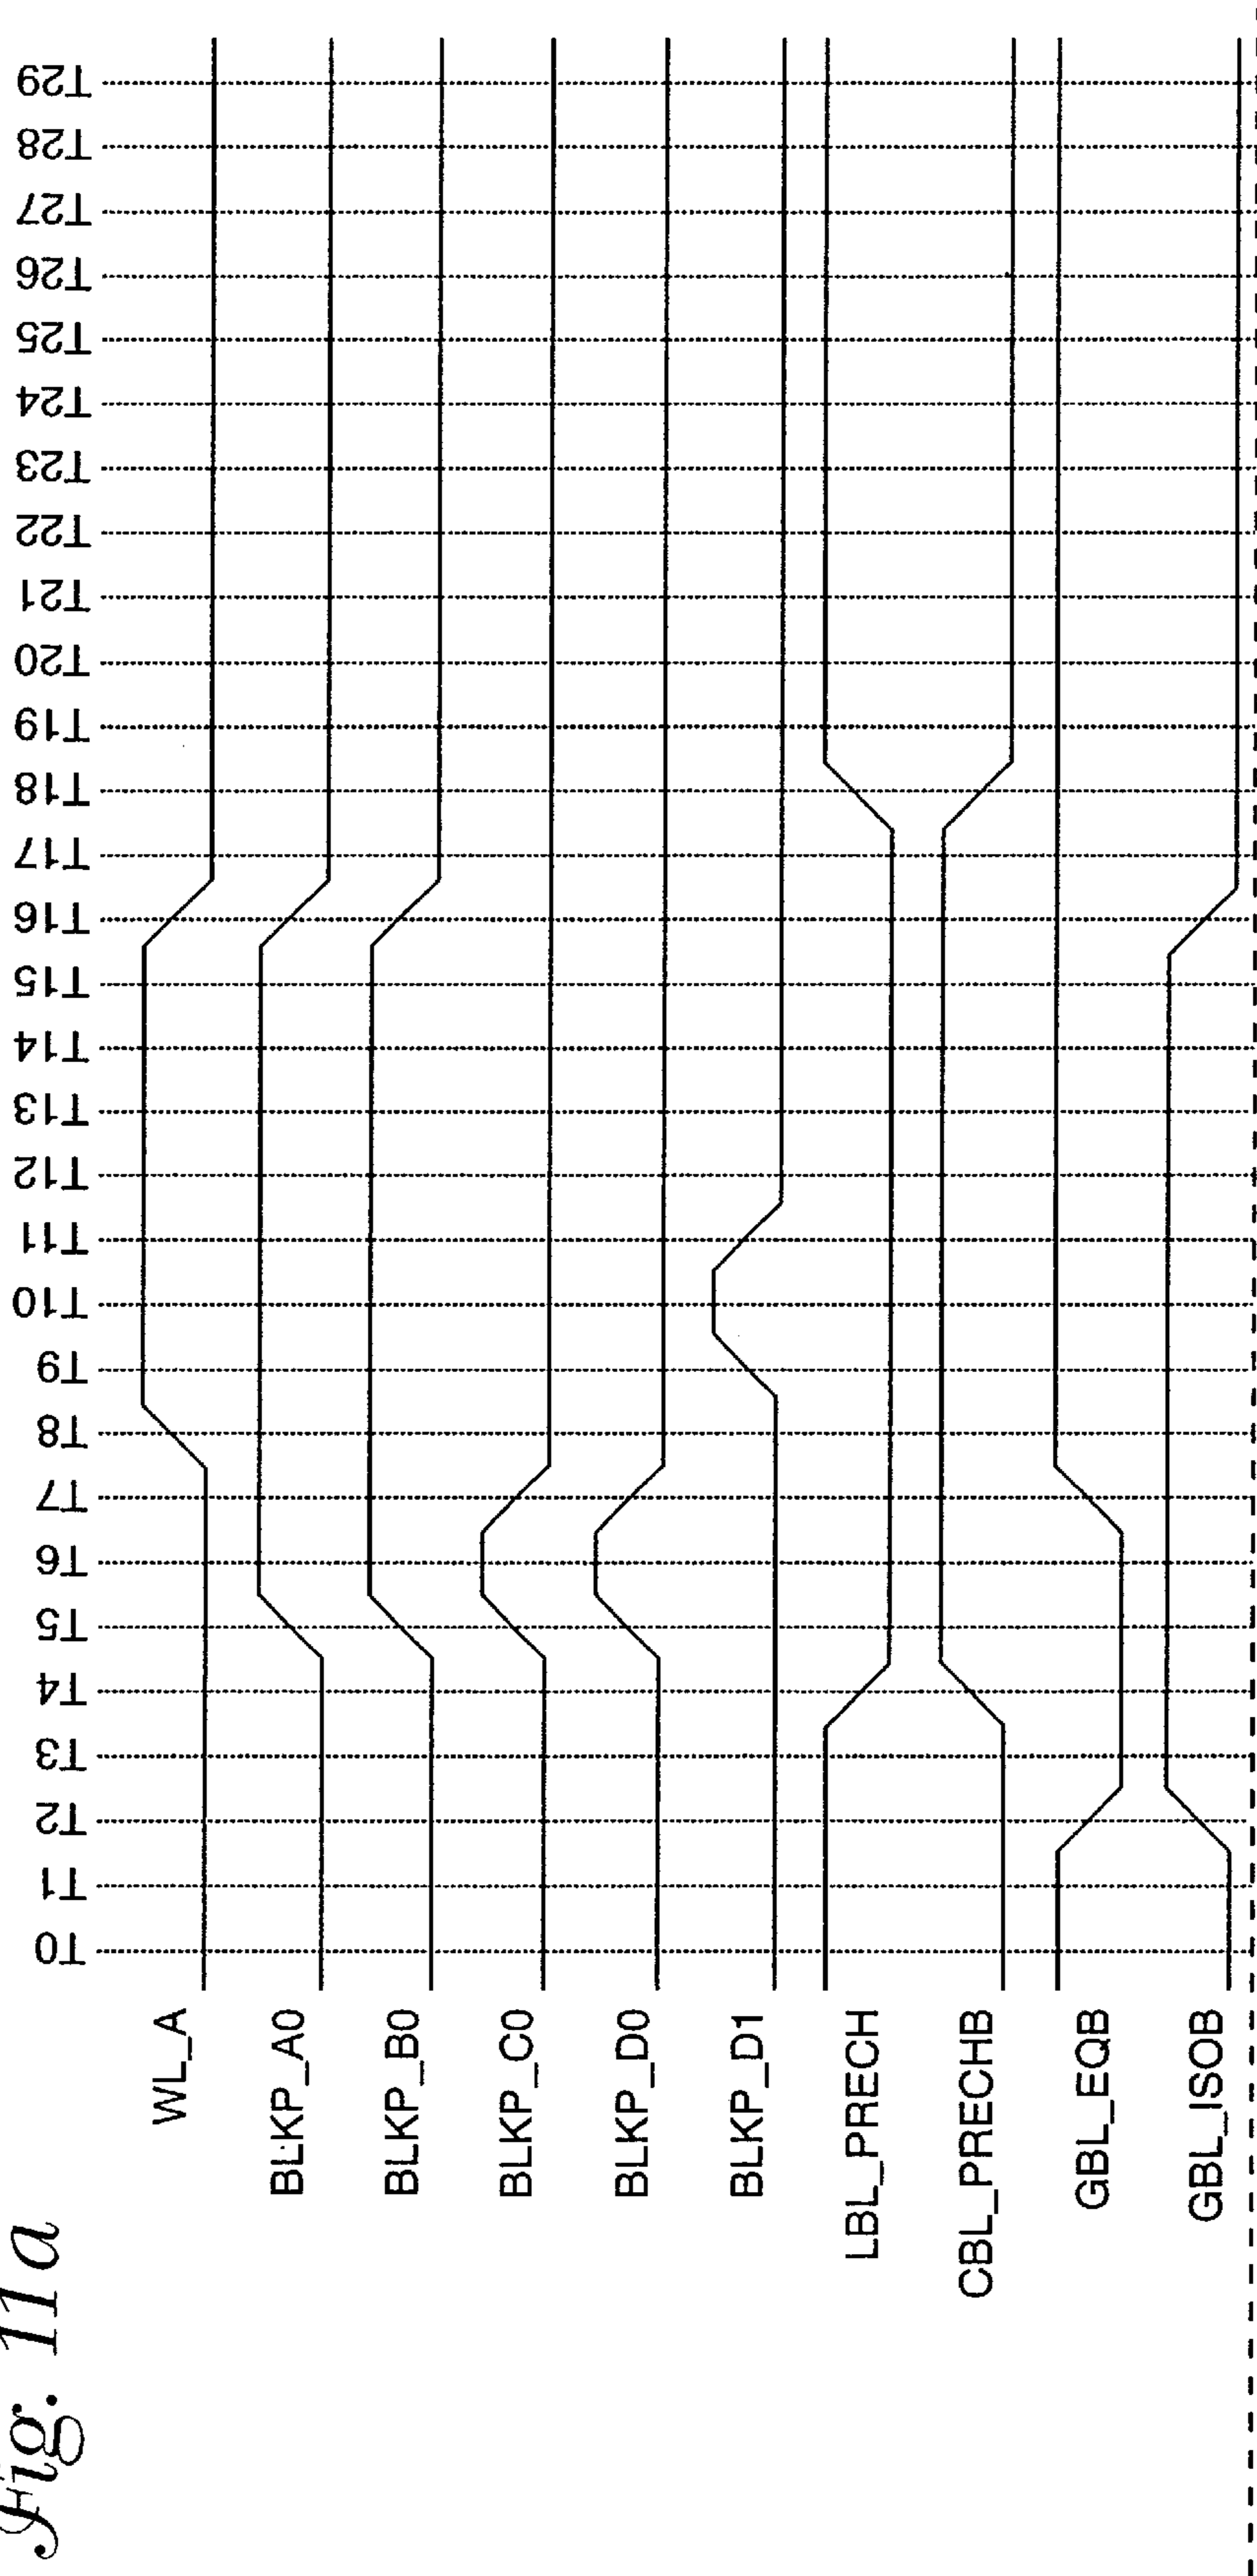 Fig. 11a
T0 T1 T2 T3 T4 T5 T6 T7 T8 T9 T10 T11 T12 T13 T14 T15 T16 T17 T18 T19 T20 T21 T22 T23 T24 T25 T26 T27 T28 T29
WL_A
BLKP_A0
BLKP_B0
BLKP_C0
BLKP_D0
BLKP_D1
LBL_PRECH
CBL_PRECHB
GBL_EQB
GBL_ISOB